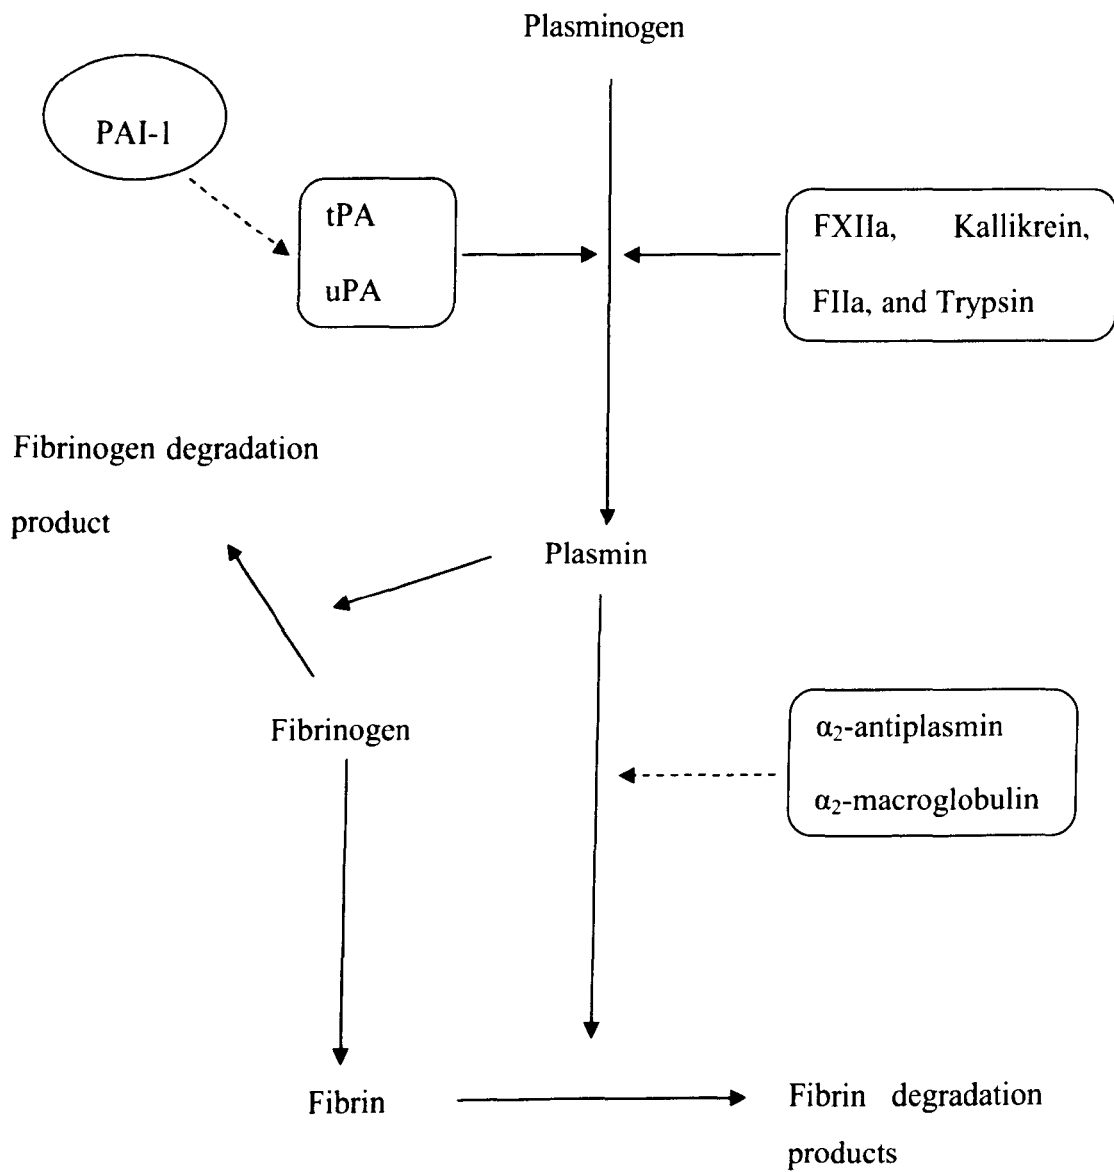 Plasminogen
PAI-1
tPA
uPA
FXIIa, Kallikrein,
FIIa, and Trypsin
Fibrinogen degradation
product
Plasmin
Fibrinogen
α₂-antiplasmin
α₂-macroglobulin
Fibrin
Fibrin degradation
products